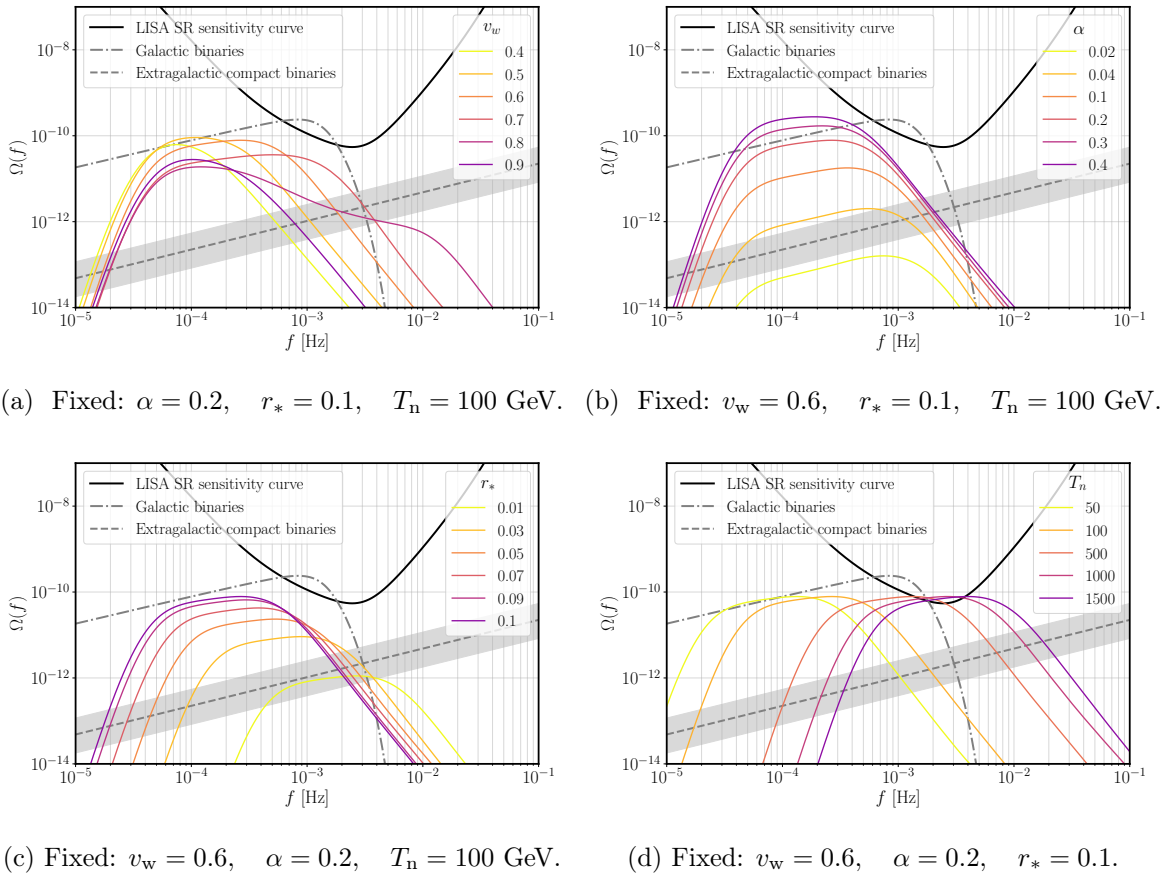 LISA SR sensitivity curve
Galactic binaries
Extragalactic compact binaries
v_w
0.4
0.5
0.6
0.7
0.8
0.9
10^{-8}
10^{-10}
10^{-12}
10^{-14}
Ω(f)
10^{-5} 10^{-4} 10^{-3} 10^{-2} 10^{-1}
f [Hz]
(a) Fixed: α = 0.2, r_* = 0.1, T_n = 100 GeV.
LISA SR sensitivity curve
Galactic binaries
Extragalactic compact binaries
α
0.02
0.04
0.1
0.2
0.3
0.4
10^{-8}
10^{-10}
10^{-12}
10^{-14}
Ω(f)
10^{-5} 10^{-4} 10^{-3} 10^{-2} 10^{-1}
f [Hz]
(b) Fixed: v_w = 0.6, r_* = 0.1, T_n = 100 GeV.
LISA SR sensitivity curve
Galactic binaries
Extragalactic compact binaries
r_*
0.01
0.03
0.05
0.07
0.09
0.1
10^{-8}
10^{-10}
10^{-12}
10^{-14}
Ω(f)
10^{-5} 10^{-4} 10^{-3} 10^{-2} 10^{-1}
f [Hz]
(c) Fixed: v_w = 0.6, α = 0.2, T_n = 100 GeV.
LISA SR sensitivity curve
Galactic binaries
Extragalactic compact binaries
T_n
50
100
500
1000
1500
10^{-8}
10^{-10}
10^{-12}
10^{-14}
Ω(f)
10^{-5} 10^{-4} 10^{-3} 10^{-2} 10^{-1}
f [Hz]
(d) Fixed: v_w = 0.6, α = 0.2, r_* = 0.1.